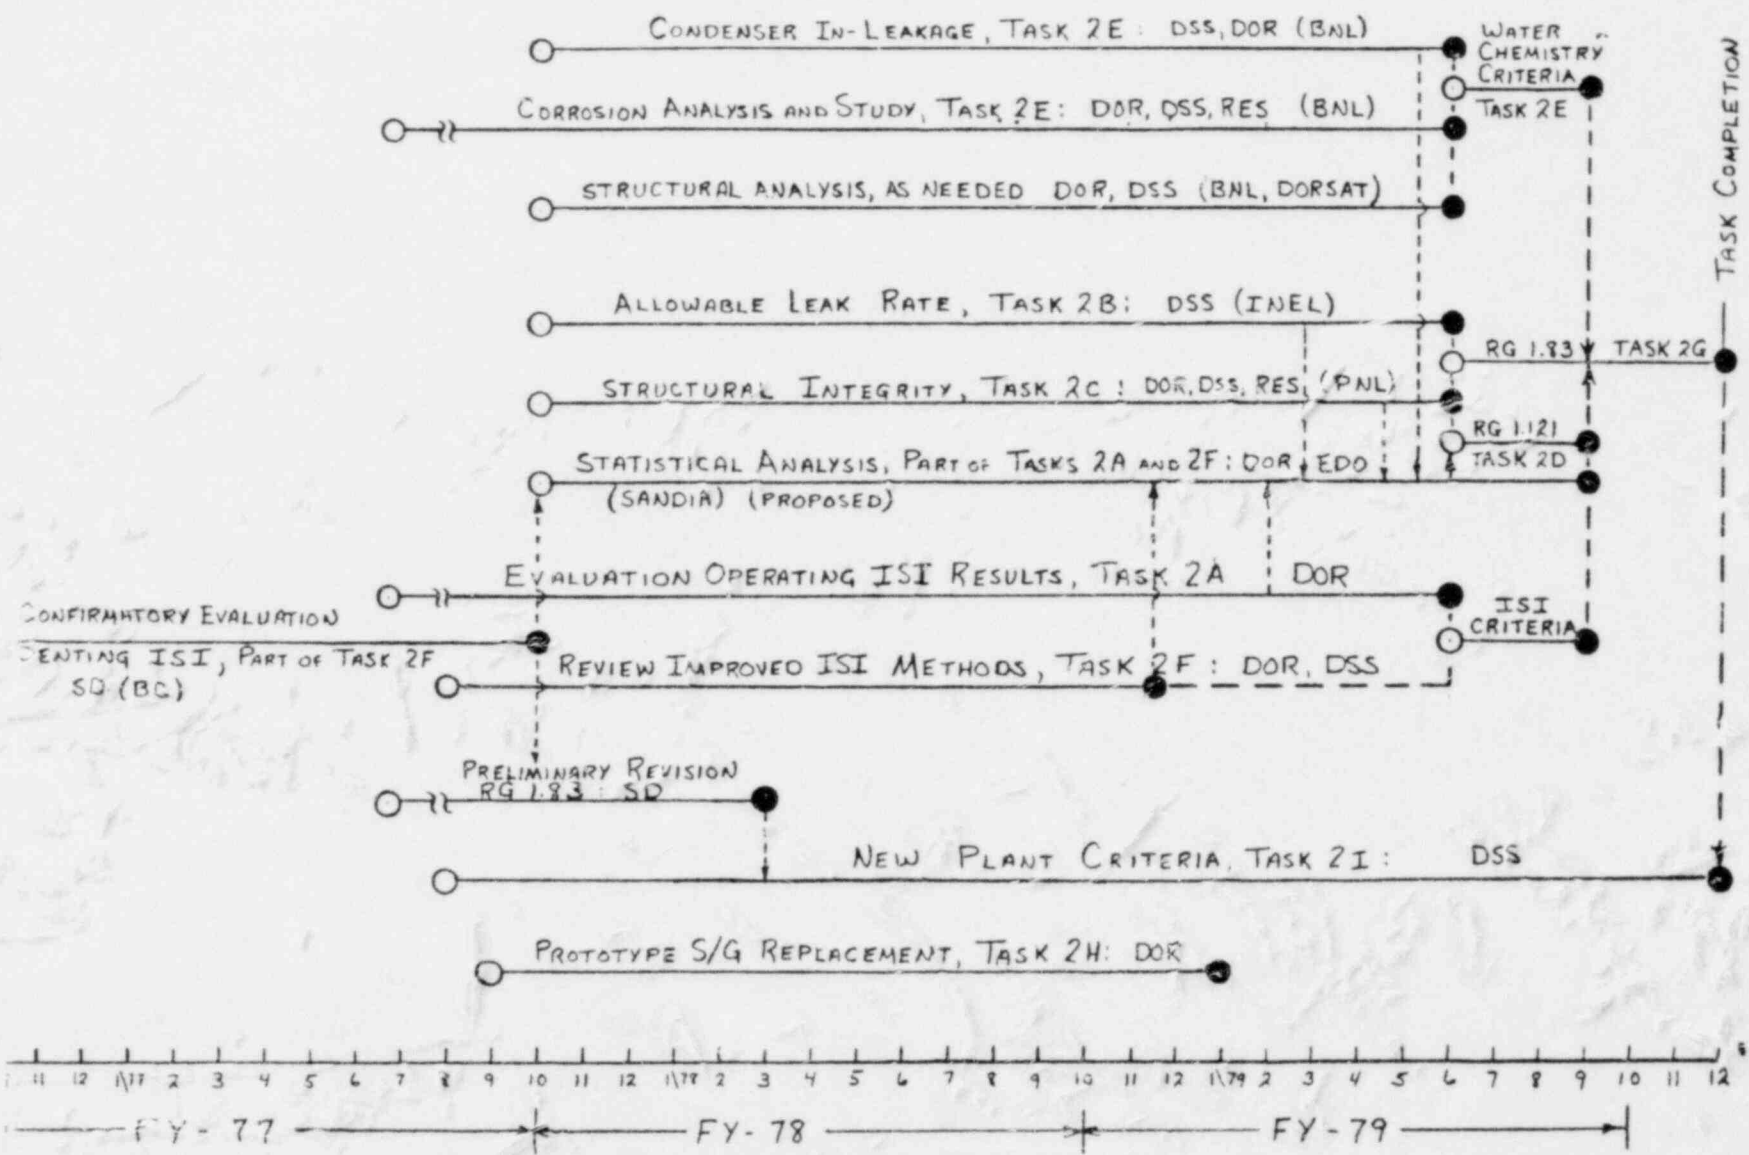 CONDENSER IN-LEAKAGE, TASK 2E: DSS, DOR (BNL)
WATER
CHEMISTRY
CRITERIA
TASK 2E
CORROSION ANALYSIS AND STUDY, TASK 2E: DOR, DSS, RES (BNL)
STRUCTURAL ANALYSIS, AS NEEDED DOR, DSS (BNL, DORSAT)
TASK COMPLETION
ALLOWABLE LEAK RATE, TASK 2B: DSS (INEL)
RG 1.83 TASK 2G
STRUCTURAL INTEGRITY, TASK 2C: DOR, DSS, RES (PNL)
RG 1.121
TASK 2D
STATISTICAL ANALYSIS, PART OF TASKS 2A AND 2F: DOR EDO
(SANDIA) (PROPOSED)
EVALUATION OPERATING ISI RESULTS, TASK 2A DOR
ISI
CRITERIA
CONFIRMATORY EVALUATION
DENTING ISI, PART OF TASK 2F
SD (BC)
REVIEW IMPROVED ISI METHODS, TASK 2F: DOR, DSS
PRELIMINARY REVISION
RG 1.83: SD
NEW PLANT CRITERIA, TASK 2I: DSS
PROTOTYPE S/G REPLACEMENT, TASK 2H: DOR
11 12 1\77 2 3 4 5 6 7 8 9 10 11 12 1\78 2 3 4 5 6 7 8 9 10 11 12 1\79 2 3 4 5 6 7 8 9 10 11 12
FY-77 FY-78 FY-79